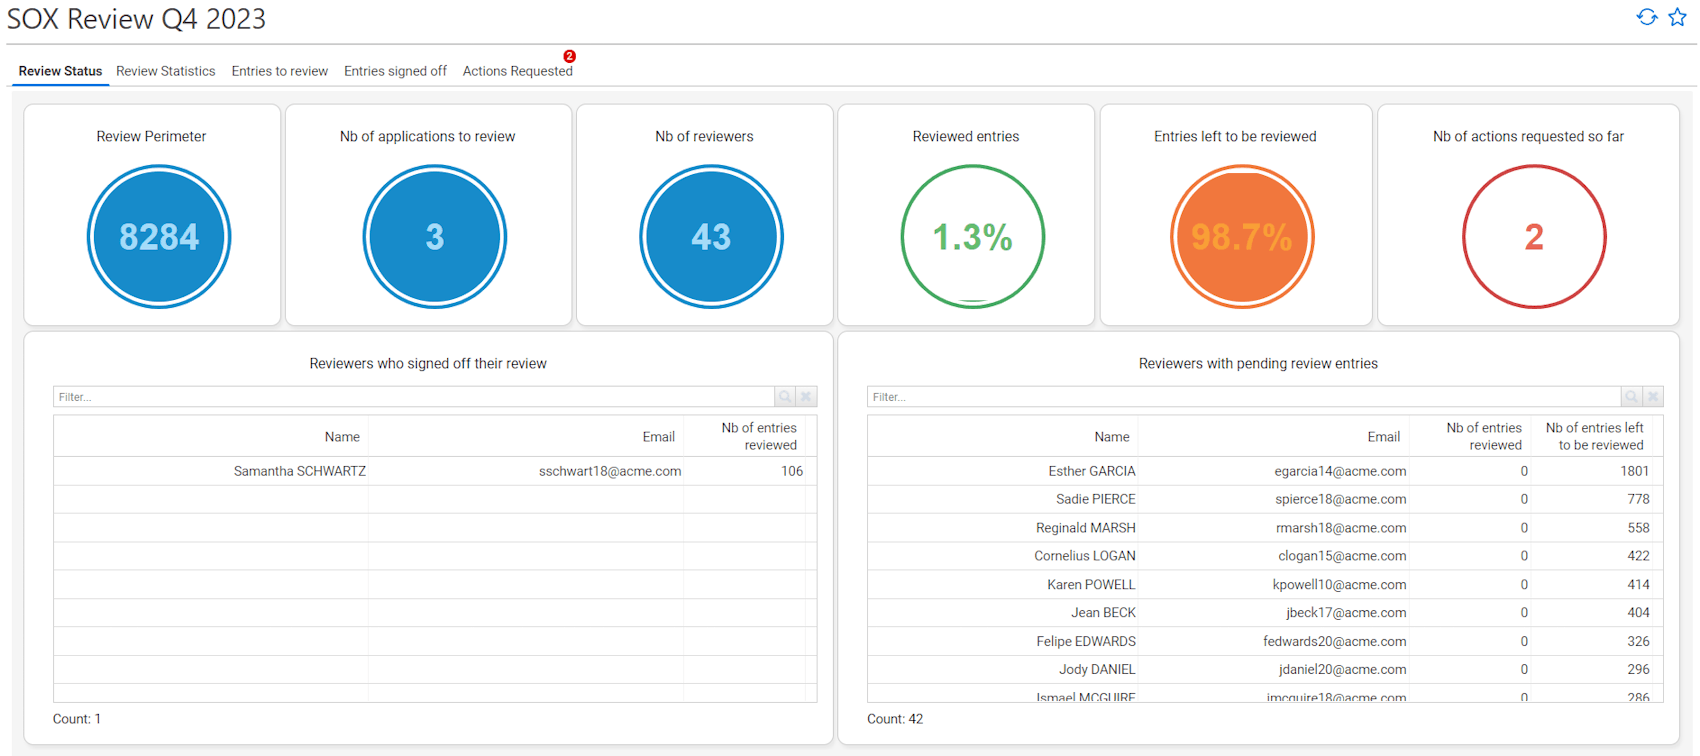 SOX Review Q4 2023
2
Review Status Review Statistics Entries to review Entries signed off Actions Requested
Review Perimeter
8284
Nb of applications to review
3
Nb of reviewers
43
Reviewed entries
1.3%
Entries left to be reviewed
98.7%
Nb of actions requested so far
2
Reviewers who signed off their review
Filter...
Name Email Nb of entries reviewed
Samantha SCHWARTZ sschwart18@acme.com 106
Count: 1
Reviewers with pending review entries
Filter...
Name Email Nb of entries reviewed Nb of entries left to be reviewed
Esther GARCIA egarcia14@acme.com 0 1801
Sadie PIERCE spierce18@acme.com 0 778
Reginald MARSH rmarsh18@acme.com 0 558
Cornelius LOGAN clogan15@acme.com 0 422
Karen POWELL kpowell10@acme.com 0 414
Jean BECK jbeck17@acme.com 0 404
Felipe EDWARDS fedwards20@acme.com 0 326
Jody DANIEL jdaniel20@acme.com 0 296
Ismael MCGUIRE imcguire18@acme.com 0 286
Count: 42